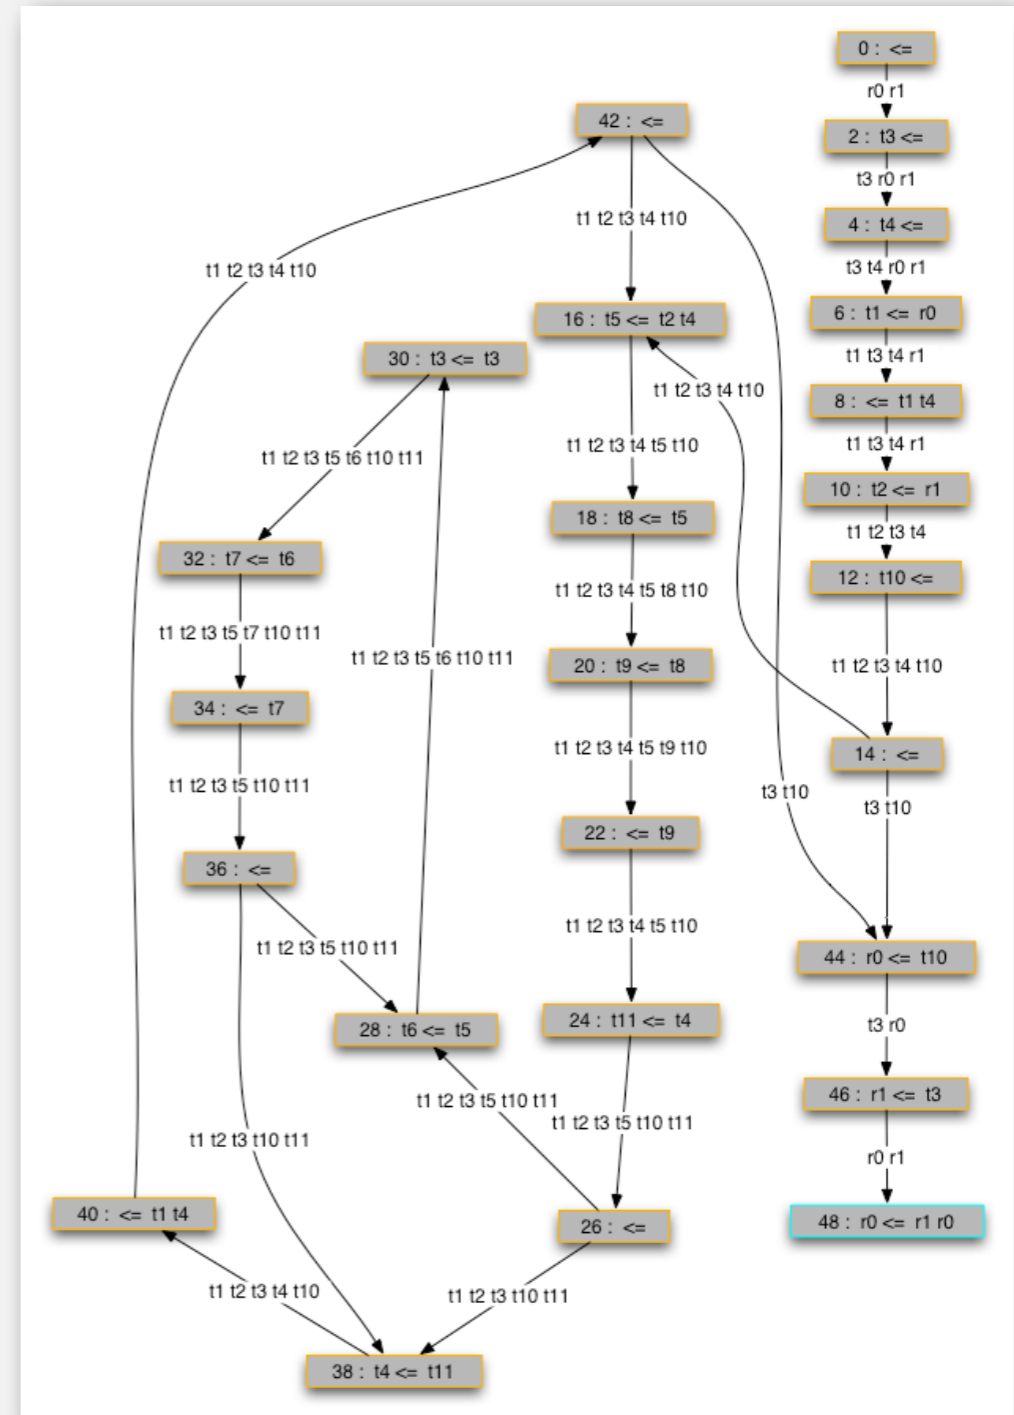 0 : <=
r0 r1
42 : <=
2 : t3 <=
t3 r0 r1
t1 t2 t3 t4 t10
4 : t4 <=
t1 t2 t3 t4 t10
t3 t4 r0 r1
16 : t5 <= t2 t4
6 : t1 <= r0
30 : t3 <= t3
t1 t3 t4 r1
t1 t2 t3 t4 t10
8 : <= t1 t4
t1 t2 t3 t4 t5 t10
t1 t3 t4 r1
t1 t2 t3 t5 t6 t10 t11
10 : t2 <= r1
18 : t8 <= t5
t1 t2 t3 t4
32 : t7 <= t6
12 : t10 <=
t1 t2 t3 t4 t5 t8 t10
t1 t2 t3 t5 t7 t10 t11
t1 t2 t3 t5 t6 t10 t11
20 : t9 <= t8
t1 t2 t3 t4 t10
34 : <= t7
t1 t2 t3 t4 t5 t9 t10
14 : <=
t1 t2 t3 t5 t10 t11
t3 t10
t3 t10
22 : <= t9
36 : <=
t1 t2 t3 t4 t5 t10
t1 t2 t3 t5 t10 t11
44 : r0 <= t10
24 : t11 <= t4
28 : t6 <= t5
t3 r0
46 : r1 <= t3
t1 t2 t3 t5 t10 t11
t1 t2 t3 t5 t10 t11
t1 t2 t3 t10 t11
r0 r1
40 : <= t1 t4
26 : <=
48 : r0 <= r1 r0
t1 t2 t3 t4 t10
t1 t2 t3 t10 t11
38 : t4 <= t11